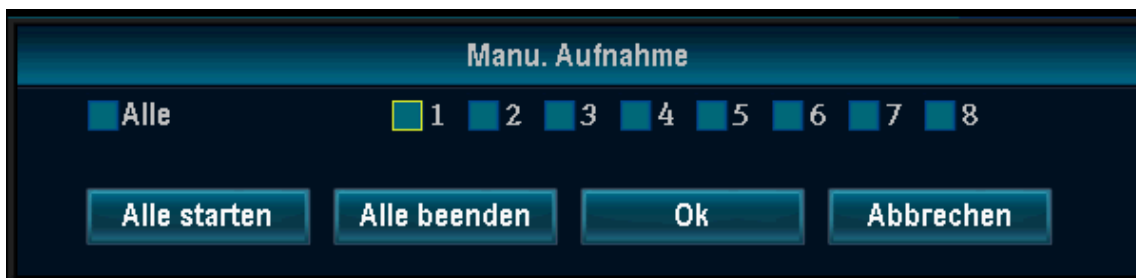 Manu. Aufnahme
Alle 1 2 3 4 5 6 7 8
Alle starten Alle beenden Ok Abbrechen